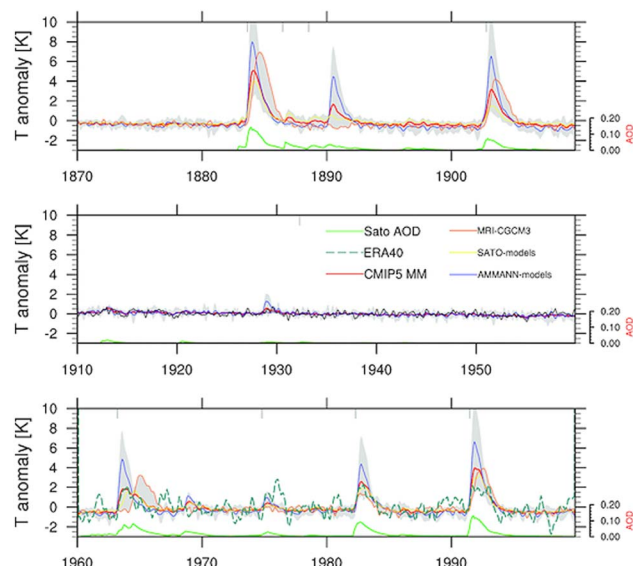 T anomaly [K]
10
8
6
4
2
0
-2
0.20
0.10
0.00
AOD
1870 1880 1890 1900
T anomaly [K]
10
8
6
4
2
0
-2
Sato AOD
ERA40
CMIP5 MM
MRI-CGCM3
SATO-models
AMMANN-models
0.20
0.10
0.00
AOD
1910 1920 1930 1940 1950
T anomaly [K]
10
8
6
4
2
0
-2
0.20
0.10
0.00
AOD
1960 1970 1980 1990